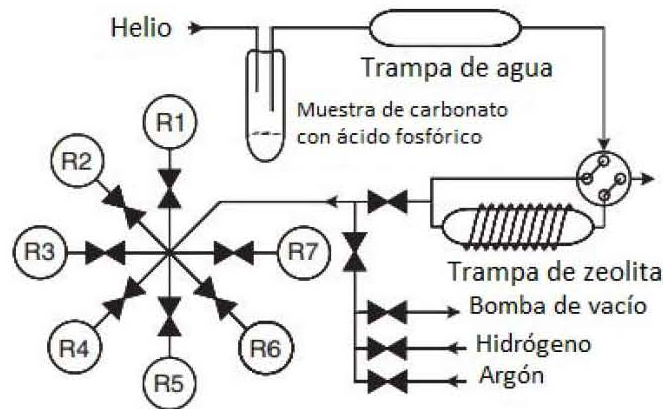 Helio
Trampa de agua
Muestra de carbonato
con ácido fosfórico
R1
R2
R3
R7
Trampa de zeolita
Bomba de vacío
R4
R6
Hidrógeno
R5
Argón